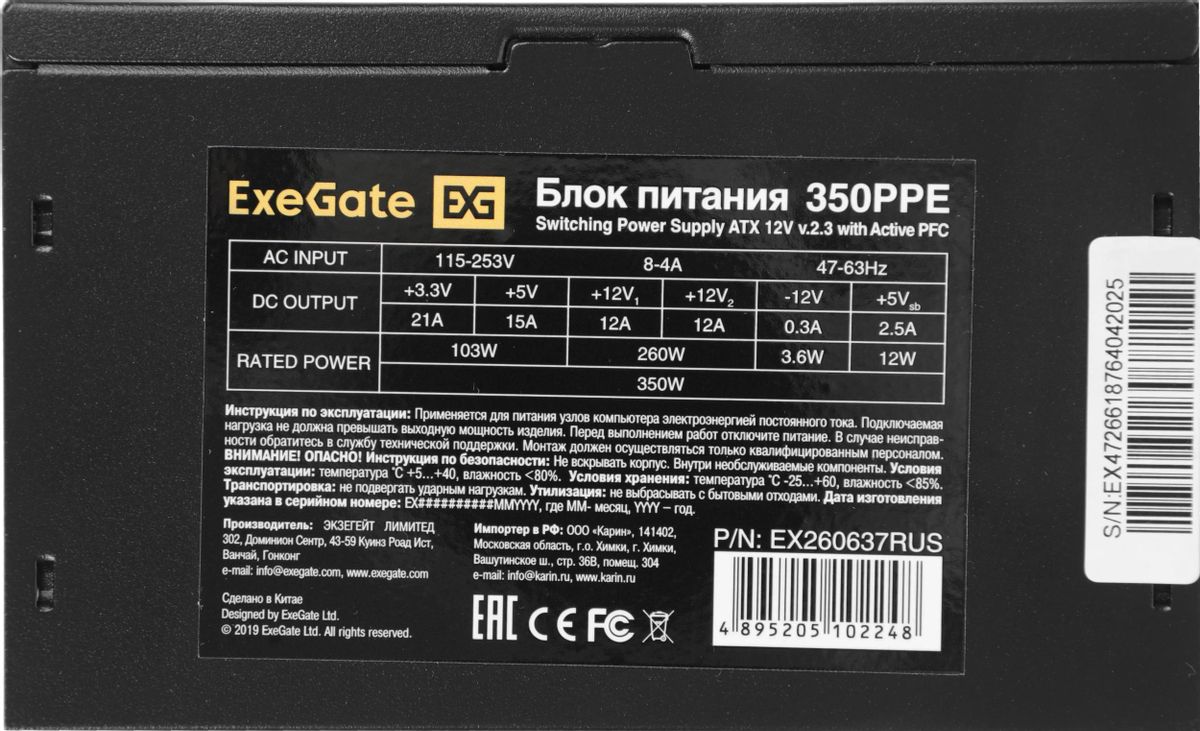 ExeGate EXG Блок питания 350PPE
Switching Power Supply ATX 12V v.2.3 with Active PFC
AC INPUT 115-253V 8-4A 47-63Hz
DC OUTPUT +3.3V +5V +12V1 +12V2 -12V +5Vsb
21A 15A 12A 12A 0.3A 2.5A
RATED POWER 103W 260W 3.6W 12W
350W
Инструкция по эксплуатации: Применяется для питания узлов компьютера электроэнергией постоянного тока. Подключаемая
нагрузка не должна превышать выходную мощность изделия. Перед выполнением работ отключите питание. В случае неисправ-
ности обратитесь в службу технической поддержки. Монтаж должен осуществляться только квалифицированным персоналом.
ВНИМАНИЕ! ОПАСНО! Инструкция по безопасности: Не вскрывать корпус. Внутри необслуживаемые компоненты. Условия
эксплуатации: температура °C +5...+40, влажность <80%. Условия хранения: температура °C -25...+60, влажность <85%.
Транспортировка: не подвергать ударным нагрузкам. Утилизация: не выбрасывать с бытовыми отходами. Дата изготовления
указана в серийном номере: EX##########MMYYYY, где MM- месяц, YYYY – год.
Производитель: ЭКЗЕГЕЙТ ЛИМИТЕД
302, Доминион Сентр, 43-59 Куинз Роад Ист,
Ванчай, Гонконг
e-mail: info@exegate.com, www.exegate.com
Сделано в Китае
Designed by ExeGate Ltd.
© 2019 ExeGate Ltd. All rights reserved.
Импортер в РФ: ООО «Карин», 141402,
Московская область, г.о. Химки, г. Химки,
Вашутинское ш., стр. 36В, помещ. 304
e-mail: info@karin.ru, www.karin.ru
EAC CE FC
P/N: EX260637RUS
4 895205 102248
S/N:EX4726618764042025